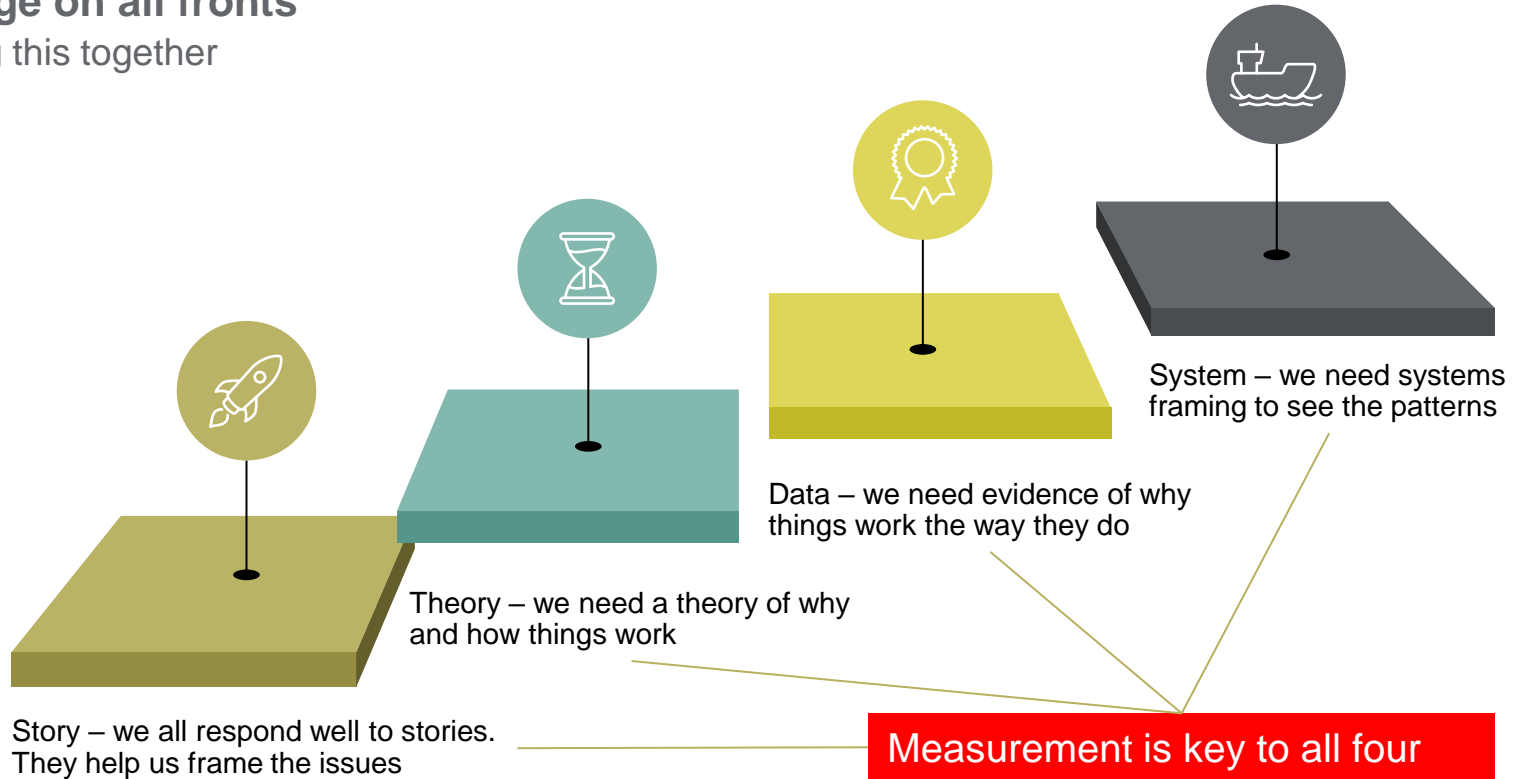 ge on all fronts
this together
System – we need systems
framing to see the patterns
Data – we need evidence of why
things work the way they do
Theory – we need a theory of why
and how things work
Story – we all respond well to stories.
They help us frame the issues
Measurement is key to all four